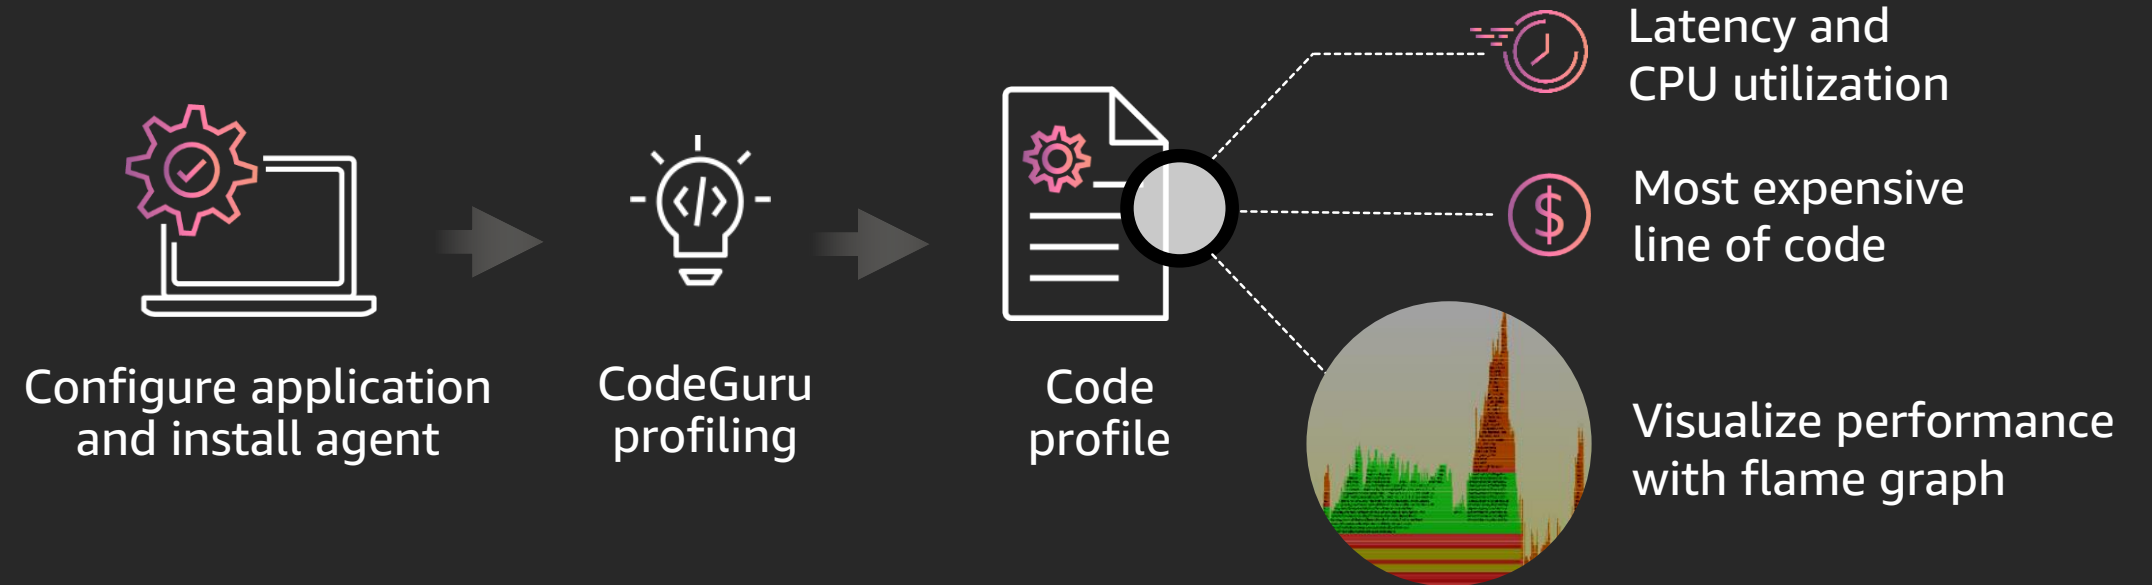 Configure application
and install agent
CodeGuru
profiling
Code
profile
Latency and
CPU utilization
Most expensive
line of code
Visualize performance
with flame graph